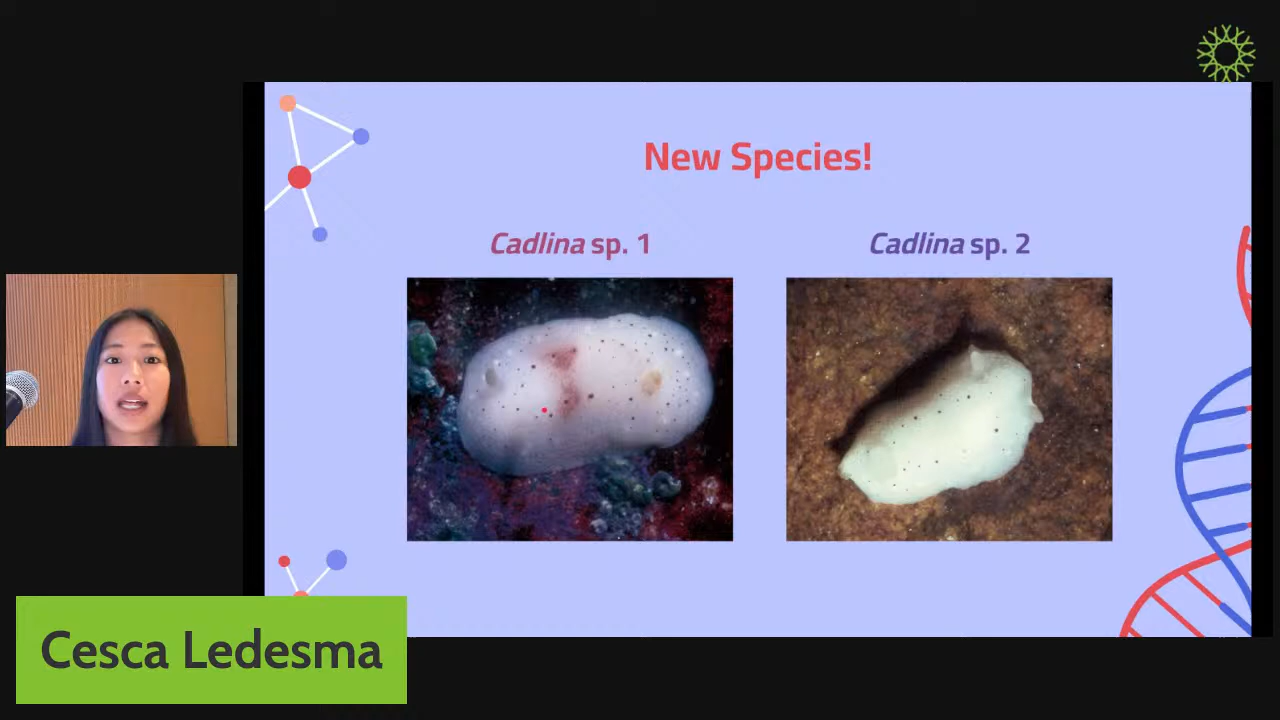 New Species!
Cadlina sp. 1
Cadlina sp. 2
Cesca Ledesma